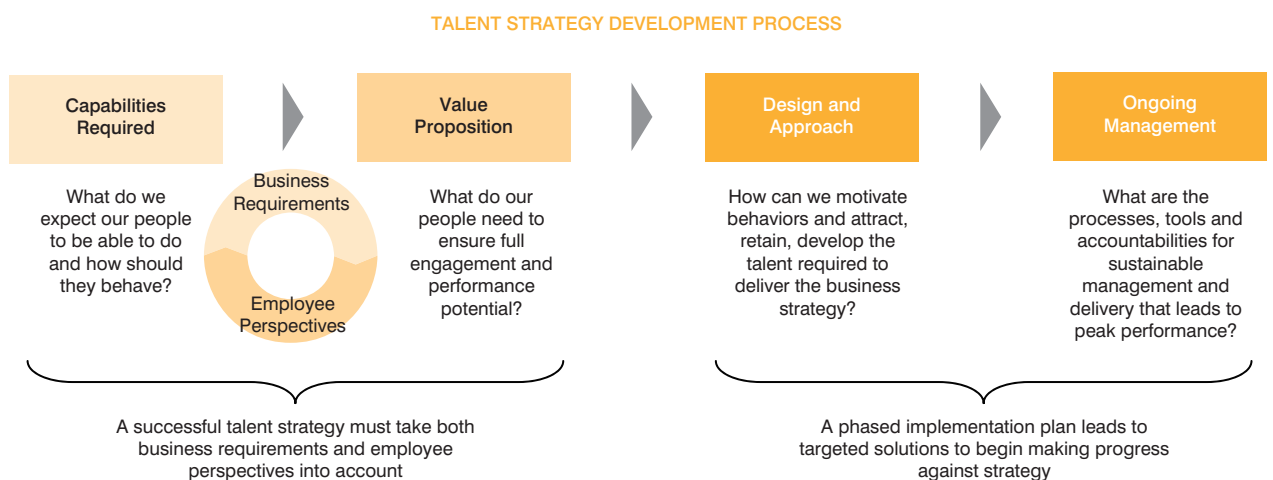 TALENT STRATEGY DEVELOPMENT PROCESS
Capabilities
Required
Value
Proposition
Design and
Approach
Ongoing
Management
What do we
expect our people
to be able to do
and how should
they behave?
Business
Requirements
Employee
Perspectives
What do our
people need to
ensure full
engagement and
performance
potential?
How can we motivate
behaviors and attract,
retain, develop the
talent required to
deliver the business
strategy?
What are the
processes, tools and
accountabilities for
sustainable
management and
delivery that leads to
peak performance?
A successful talent strategy must take both
business requirements and employee
perspectives into account
A phased implementation plan leads to
targeted solutions to begin making progress
against strategy